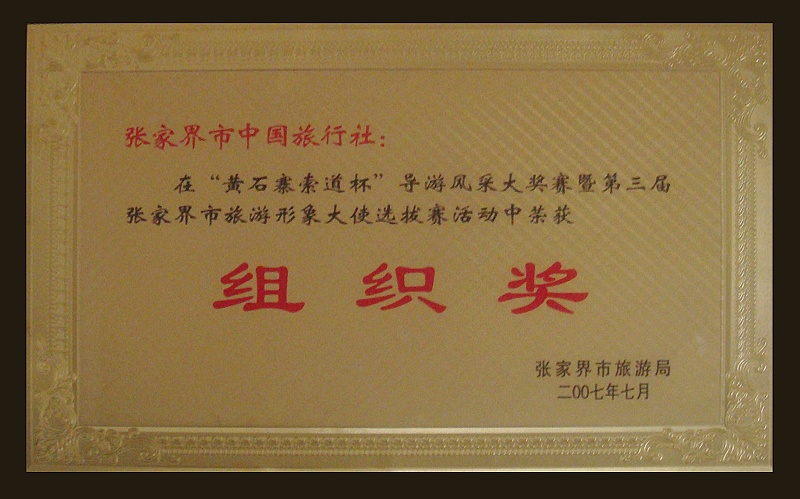 张家界市中国旅行社：
在“黄石寨索道杯”导游风采大奖赛暨第三届
张家界市旅游形象大使选拔赛活动中荣获
组织奖
张家界市旅游局
二00七年七月